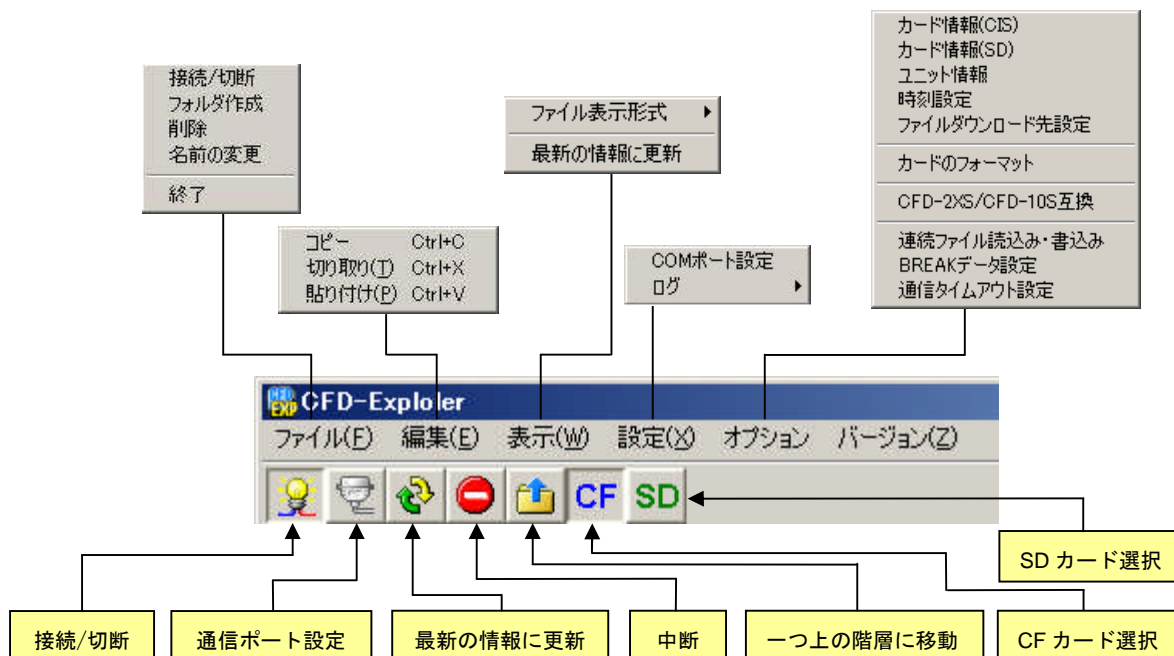 カード情報(CIS)
カード情報(SD)
ユニット情報
時刻設定
ファイルダウンロード先設定
カードのフォーマット
CFD-2XS/CFD-10S互換
連続ファイル読込み・書込み
BREAKデータ設定
通信タイムアウト設定
接続/切断
フォルダ作成
削除
名前の変更
終了
ファイル表示形式
最新の情報に更新
コピー Ctrl+C
切り取り(T) Ctrl+X
貼り付け(P) Ctrl+V
COMポート設定
ログ
CFD EXP CFD-Exploler
ファイル(F) 編集(E) 表示(W) 設定(X) オプション バージョン(Z)
CF SD
SD カード選択
接続/切断 通信ポート設定 最新の情報に更新 中断 一つ上の階層に移動 CF カード選択